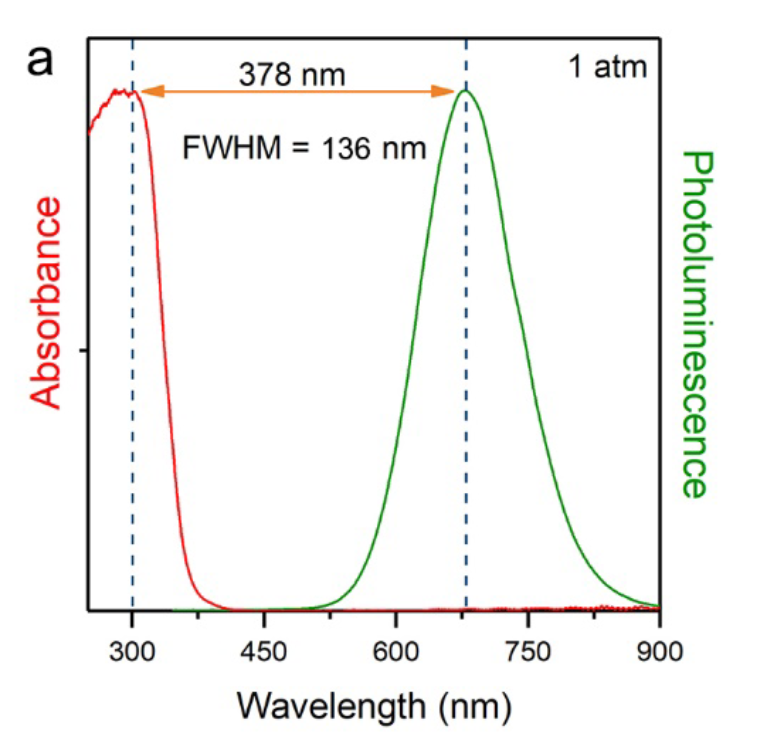 a
1 atm
378 nm
FWHM = 136 nm
Absorbance
Photoluminescence
300 450 600 750 900
Wavelength (nm)